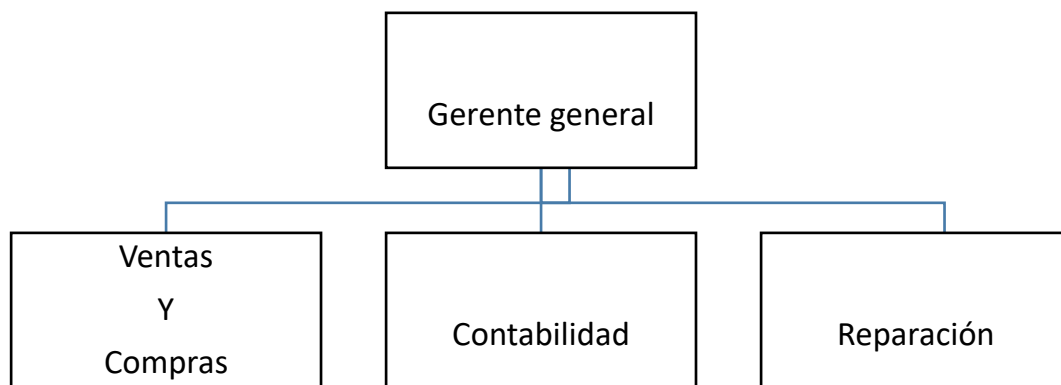 Gerente general
Ventas
Y
Compras
Contabilidad
Reparación